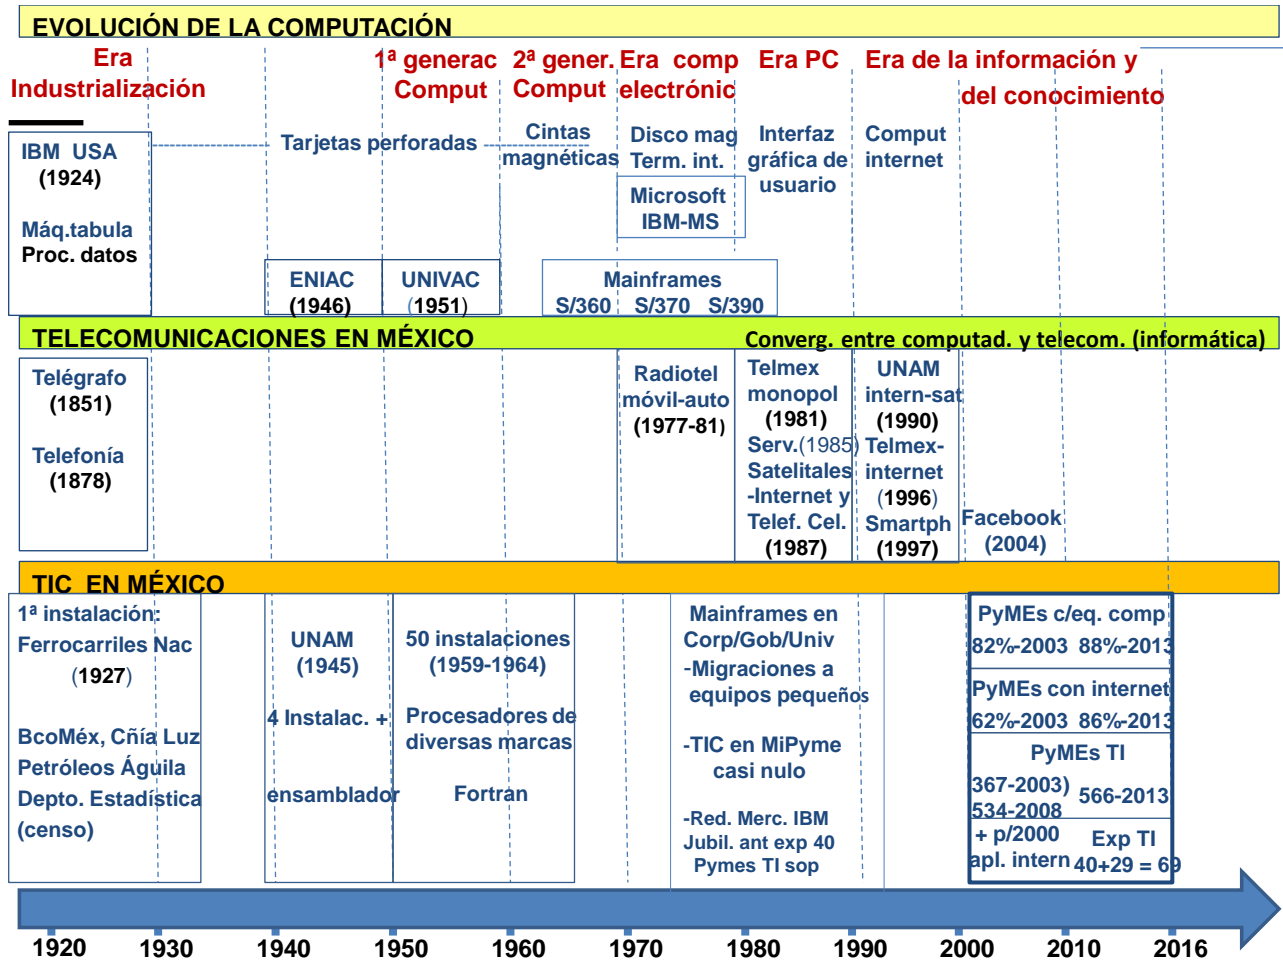 EVOLUCIÓN DE LA COMPUTACIÓN
Era
Industrialización
1ª generac
Comput
2ª gener.
Comput
Era comp
electrónic
Era PC
Era de la información y
del conocimiento
IBM USA
(1924)
Máq.tabula
Proc. datos
Tarjetas perforadas
Cintas
magnéticas
Disco mag
Term. int.
Microsoft
IBM-MS
Interfaz
gráfica de
usuario
Comput
internet
ENIAC
(1946)
UNIVAC
(1951)
Mainframes
S/360 S/370 S/390
TELECOMUNICACIONES EN MÉXICO
Converg. entre computad. y telecom. (informática)
Telégrafo
(1851)
Telefonía
(1878)
Radiotel
móvil-auto
(1977-81)
Telmex
monopol
(1981)
Serv.(1985)
Satelitales
-Internet y
Telef. Cel.
(1987)
UNAM
intern-sat
(1990)
Telmex-
internet
(1996)
Smartph
(1997)
Facebook
(2004)
TIC EN MÉXICO
1ª instalación:
Ferrocarriles Nac
(1927)
BcoMéx, Cñía Luz
Petróleos Águila
Depto. Estadística
(censo)
UNAM
(1945)
4 Instalac. +
ensamblador
50 instalaciones
(1959-1964)
Procesadores de
diversas marcas
Fortran
Mainframes en
Corp/Gob/Univ
-Migraciones a
equipos pequeños
-TIC en MiPyme
casi nulo
-Red. Merc. IBM
Jubil. ant exp 40
Pymes TI sop
PyMEs c/eq. comp
82%-2003 88%-2013
PyMEs con internet
62%-2003 86%-2013
PyMEs TI
367-2003)
534-2008
566-2013
+ p/2000
apl. intern
Exp TI
40+29 = 69
1920 1930 1940 1950 1960 1970 1980 1990 2000 2010 2016